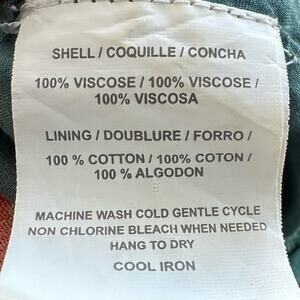 SHELL / COQUILLE / CONCHA
100% VISCOSE / 100% VISCOSE /
100% VISCOSA
LINING / DOUBLURE / FORRO /
100 % COTTON / 100% COTON /
100 % ALGODON
MACHINE WASH COLD GENTLE CYCLE
NON CHLORINE BLEACH WHEN NEEDED
HANG TO DRY
COOL IRON